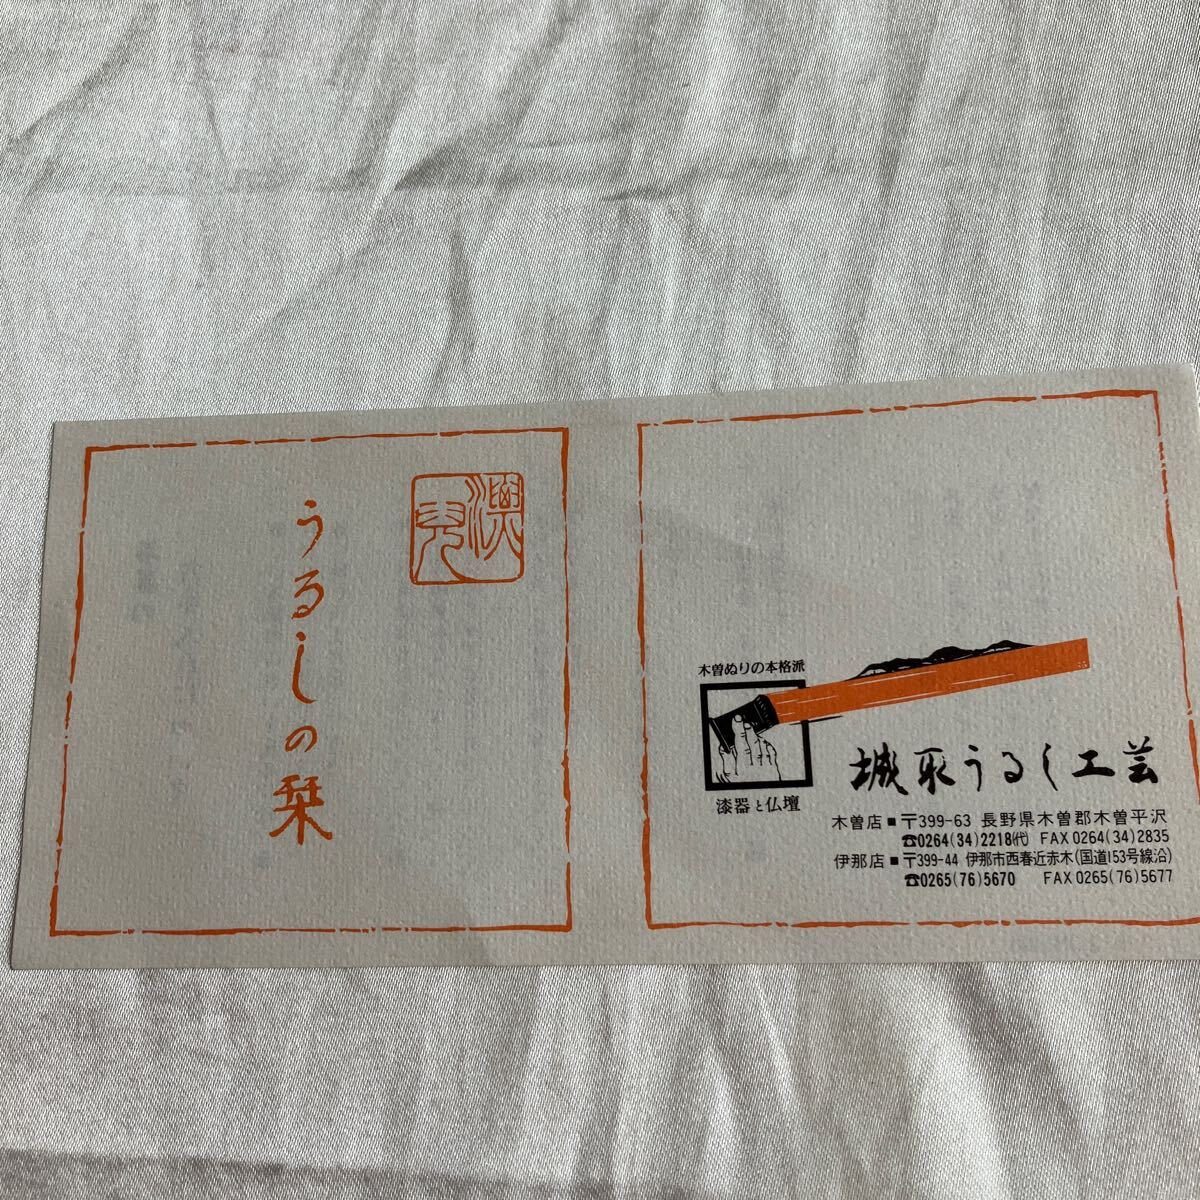 うるしの栞
木曽ぬりの本格派
漆器と仏壇
城取うるし工芸
木曽店■〒399-63 長野県木曽郡木曽平沢
☎0264(34)2218㈹ FAX 0264(34)2835
伊那店■〒399-44 伊那市西春近赤木(国道153号線沿)
☎0265(76)5670 FAX 0265(76)5677